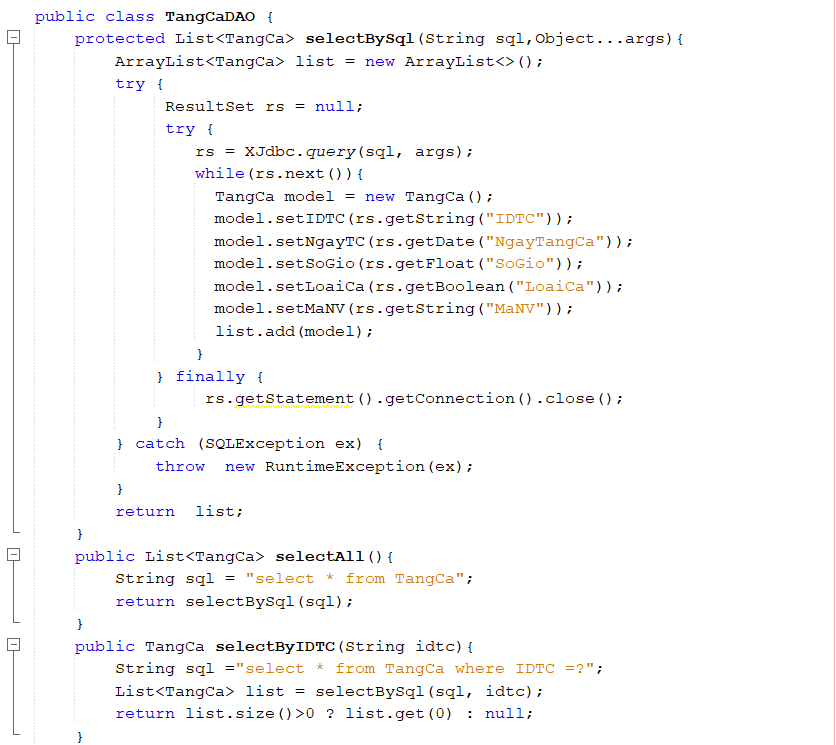 public class TangCaDAO {
    protected List<TangCa> selectBySql(String sql,Object...args){
        ArrayList<TangCa> list = new ArrayList<>();
        try {
             ResultSet rs = null;
             try {
                rs = XJdbc.query(sql, args);
                while(rs.next()){
                  TangCa model = new TangCa();
                  model.setIDTC(rs.getString("IDTC"));
                  model.setNgayTC(rs.getDate("NgayTangCa"));
                  model.setSoGio(rs.getFloat("SoGio"));
                  model.setLoaiCa(rs.getBoolean("LoaiCa"));
                  model.setMaNV(rs.getString("MaNV"));
                  list.add(model);
                }
            } finally {
                 rs.getStatement().getConnection().close();
            }
        } catch (SQLException ex) {
            throw  new RuntimeException(ex);
        }
        return  list;
    }
    public List<TangCa> selectAll(){
        String sql = "select * from TangCa";
        return selectBySql(sql);
    }
    public TangCa selectByIDTC(String idtc){
        String sql ="select * from TangCa where IDTC =?";
        List<TangCa> list = selectBySql(sql, idtc);
        return list.size()>0 ? list.get(0) : null;
    }